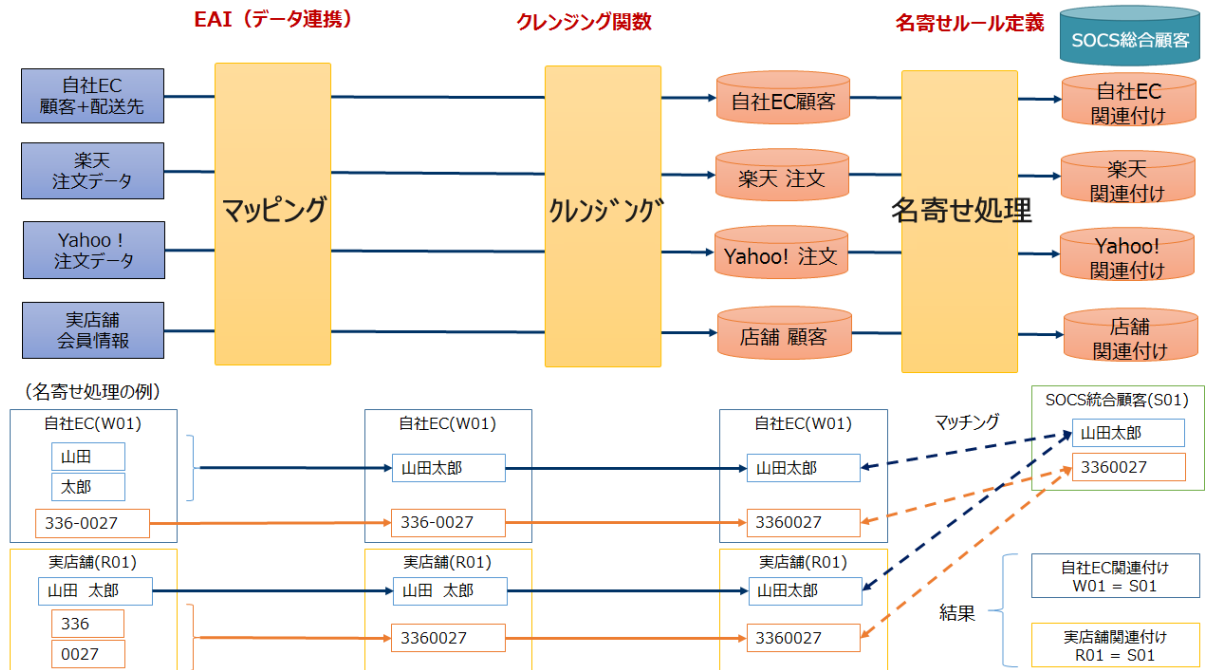 EAI（データ連携）
クレンジング関数
名寄せルール定義
SOCS総合顧客
自社EC
顧客+配送先
楽天
注文データ
Yahoo！
注文データ
実店舗
会員情報
マッピング
ｸﾚﾝｼﾞﾝｸﾞ
自社EC顧客
楽天 注文
Yahoo! 注文
店舗 顧客
名寄せ処理
自社EC
関連付け
楽天
関連付け
Yahoo!
関連付け
店舗
関連付け
（名寄せ処理の例）
自社EC(W01)
山田
太郎
336-0027
自社EC(W01)
山田太郎
336-0027
自社EC(W01)
山田太郎
3360027
マッチング
SOCS統合顧客(S01)
山田太郎
3360027
実店舗(R01)
山田 太郎
336
0027
実店舗(R01)
山田 太郎
3360027
実店舗(R01)
山田太郎
3360027
結果
自社EC関連付け
W01 = S01
実店舗関連付け
R01 = S01